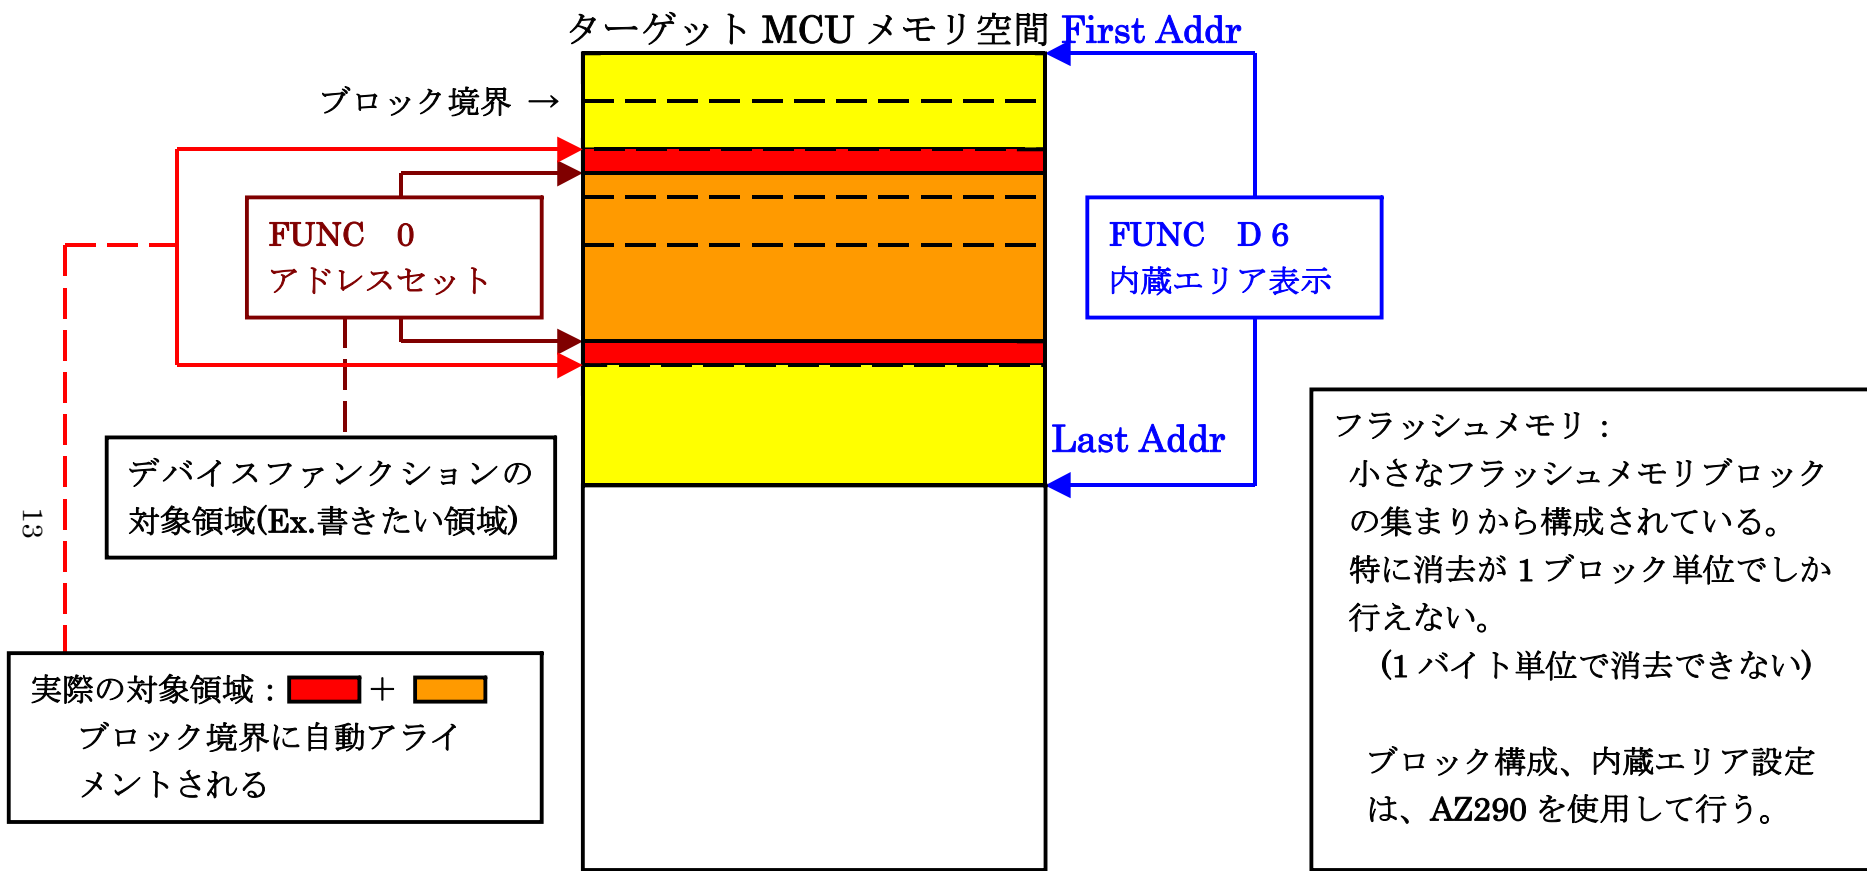 ターゲット MCU メモリ空間 First Addr
ブロック境界 →
FUNC 0
アドレスセット
FUNC D 6
内蔵エリア表示
Last Addr
デバイスファンクションの
対象領域(Ex.書きたい領域)
13
実際の対象領域 : +
ブロック境界に自動アライ
メントされる
フラッシュメモリ :
小さなフラッシュメモリブロック
の集まりから構成されている。
特に消去が 1 ブロック単位でしか
行えない。
(1 バイト単位で消去できない)
ブロック構成、内蔵エリア設定
は、AZ290 を使用して行う。